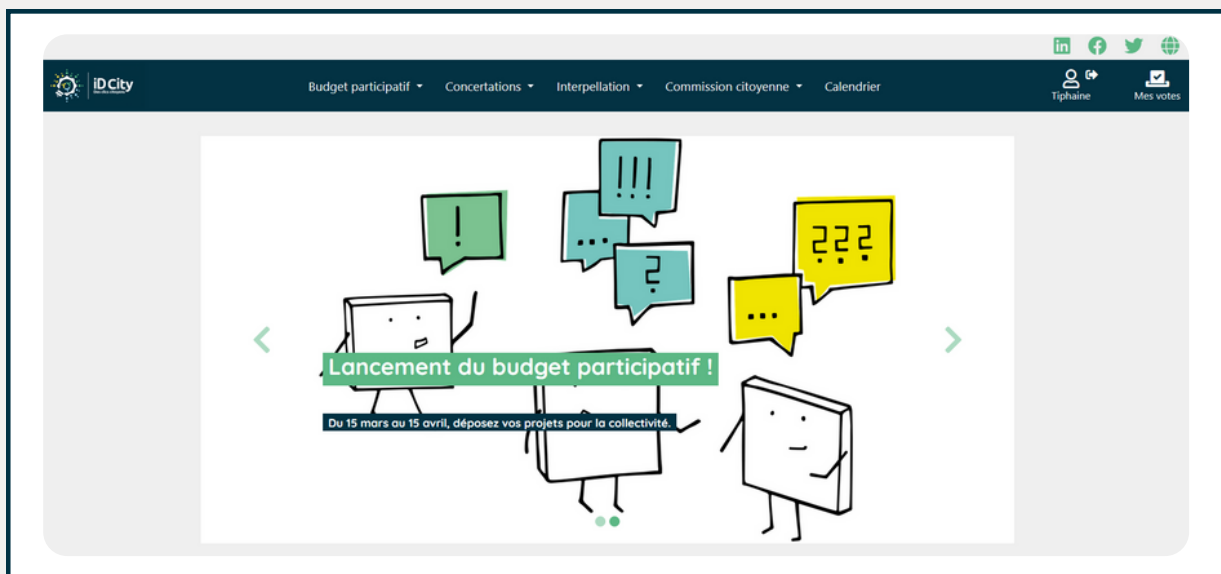 iD City
Budget participatif
Concertations
Interpellation
Commission citoyenne
Calendrier
Tiphaine
Mes votes
!
!!!
...
?
???
...
Lancement du budget participatif !
Du 15 mars au 15 avril, déposez vos projets pour la collectivité.